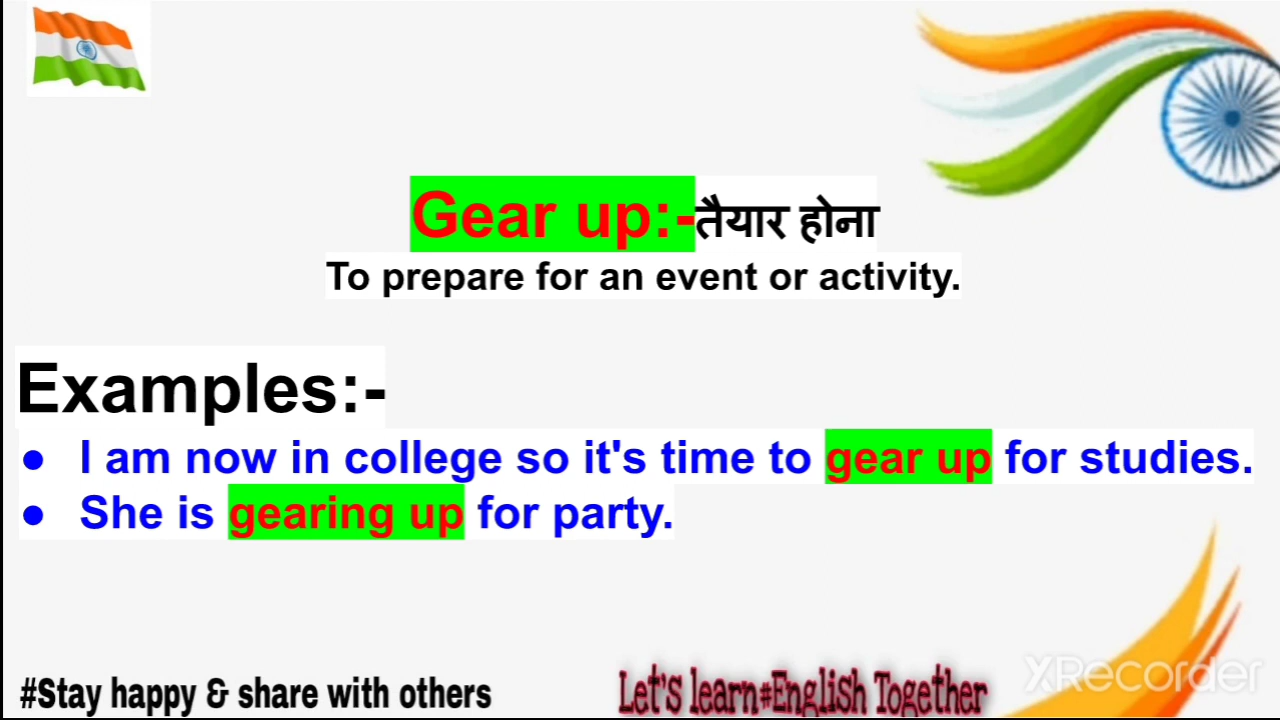 Gear up:-तैयार होना
To prepare for an event or activity.
Examples:-
● I am now in college so it's time to gear up for studies.
● She is gearing up for party.
#Stay happy & share with others
Let's learn#English Together
XRecorder